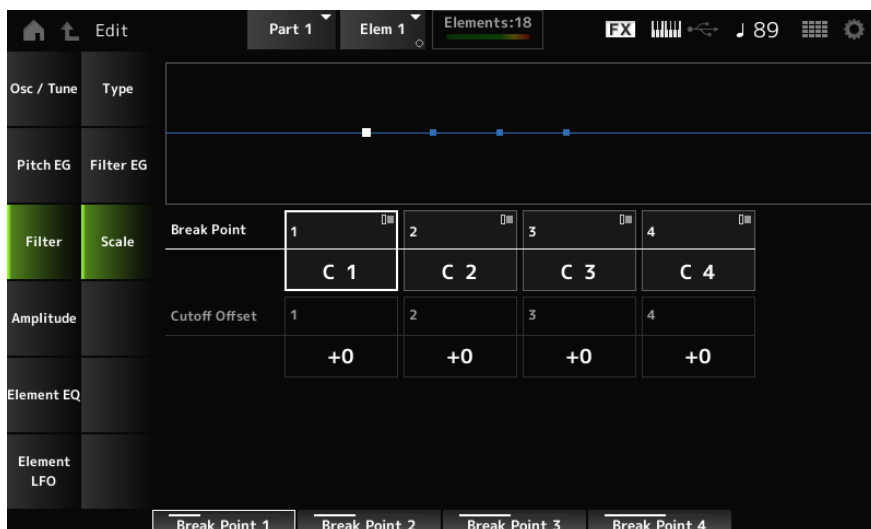 Edit
Part 1
Elem 1
Elements:18
FX
♩ 89
Osc / Tune
Type
Pitch EG
Filter EG
Filter
Scale
Amplitude
Element EQ
Element
LFO
Break Point
1 2 3 4
C 1 C 2 C 3 C 4
Cutoff Offset
1 2 3 4
+0 +0 +0 +0
Break Point 1
Break Point 2
Break Point 3
Break Point 4